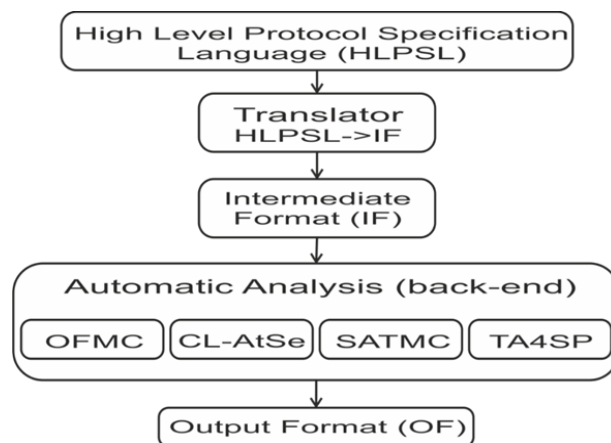 High Level Protocol Specification
Language (HLPSL)
Translator
HLPSL->IF
Intermediate
Format (IF)
Automatic Analysis (back-end)
OFMC
CL-AtSe
SATMC
TA4SP
Output Format (OF)